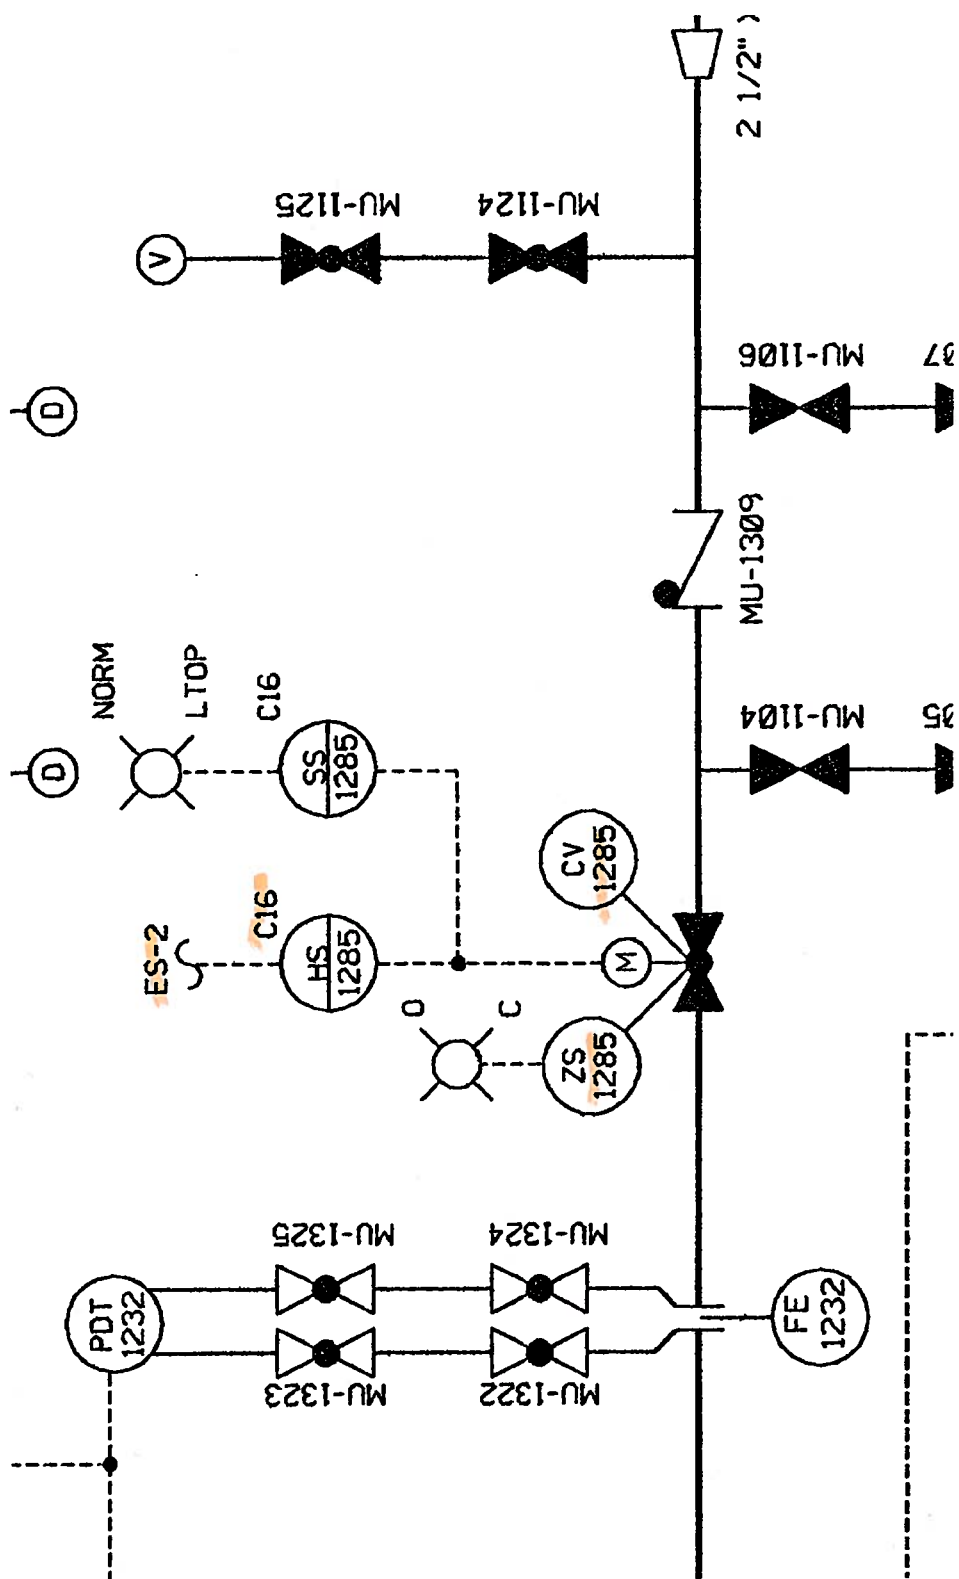 2 1/2" )
MU-1125
MU-1124
V
MU-1106
07
D
MU-1309
NORM
LTOP
C16
D
SS
1285
MU-1104
05
CV
1285
ES-2
C16
HS
1285
M
O
C
ZS
1285
MU-1325
MU-1324
PDT
1232
FE
1232
MU-1323
MU-1322